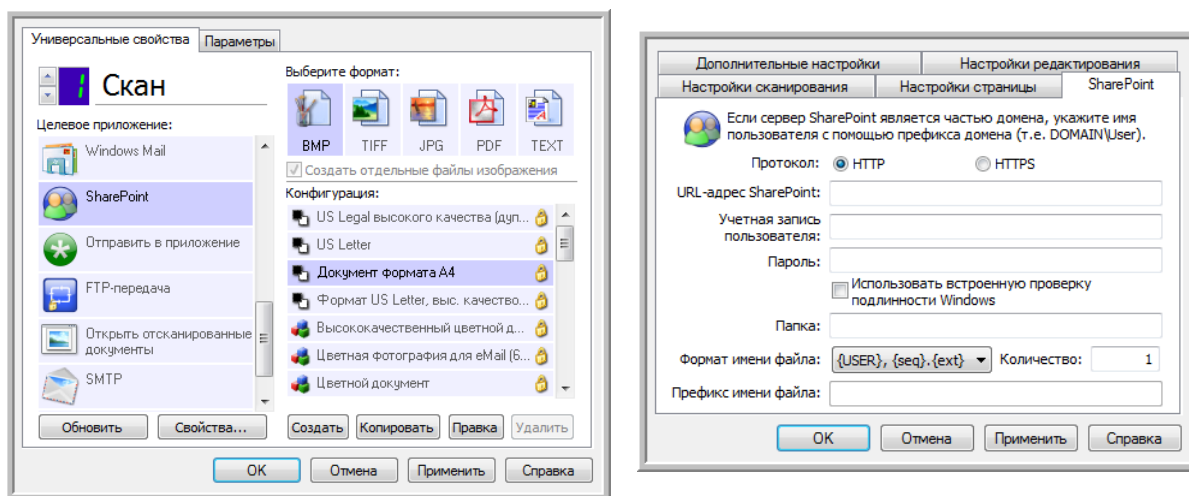 Универсальные свойства
Параметры
1 Скан
Целевое приложение:
Windows Mail
SharePoint
Отправить в приложение
FTP-передача
Открыть отсканированные
документы
SMTP
Обновить
Свойства...
Выберите формат:
BMP
TIFF
JPG
PDF
TEXT
Создать отдельные файлы изображения
Конфигурация:
US Legal высокого качества (дуп...
US Letter
Документ формата A4
Формат US Letter, выс. качество...
Высококачественный цветной д...
Цветная фотография для eMail (6...
Цветной документ
Создать
Копировать
Правка
Удалить
OK
Отмена
Применить
Справка
Дополнительные настройки
Настройки редактирования
Настройки сканирования
Настройки страницы
SharePoint
Если сервер SharePoint является частью домена, укажите имя
пользователя с помощью префикса домена (т.е. DOMAIN\User).
Протокол:
HTTP
HTTPS
URL-адрес SharePoint:
Учетная запись
пользователя:
Пароль:
Использовать встроенную проверку
подлинности Windows
Папка:
Формат имени файла:
{USER}, {seq}.{ext}
Количество:
1
Префикс имени файла:
OK
Отмена
Применить
Справка